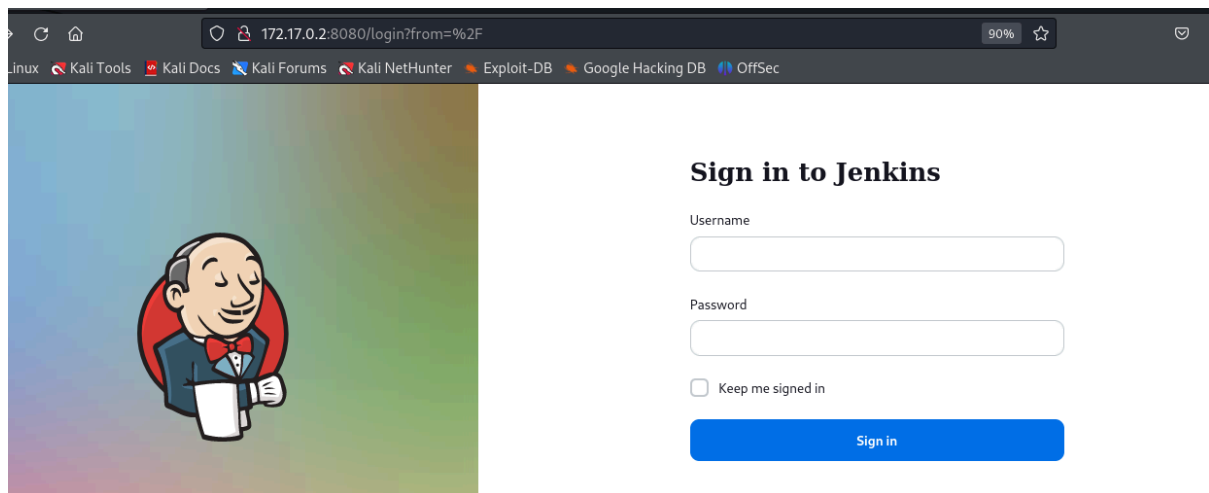 172.17.0.2:8080/login?from=%2F 90%
Linux Kali Tools Kali Docs Kali Forums Kali NetHunter Exploit-DB Google Hacking DB OffSec
Sign in to Jenkins
Username
Password
Keep me signed in
Sign in